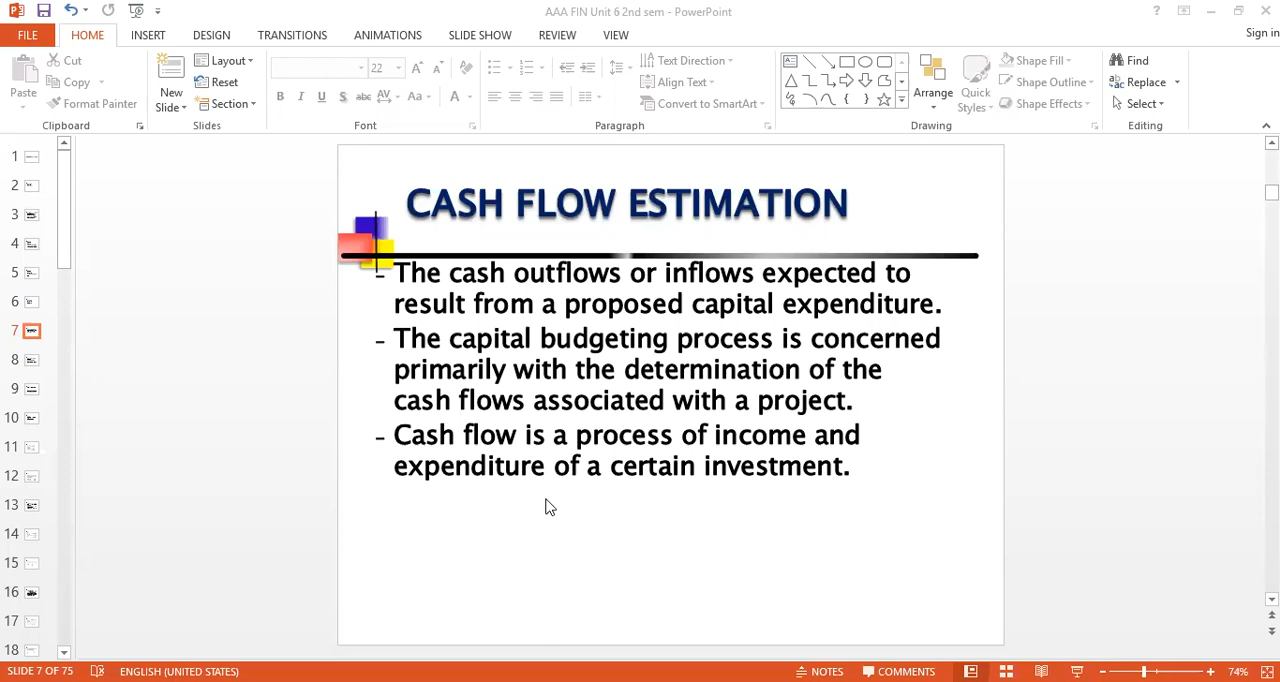 AAA FIN Unit 6 2nd sem - PowerPoint
?
FILE HOME INSERT DESIGN TRANSITIONS ANIMATIONS SLIDE SHOW REVIEW VIEW Sign in
Paste
Cut
Copy
Format Painter
Clipboard
New
Slide
Layout
Reset
Section
Slides
22
B I U S abc AV Aa A
Font
Text Direction
Align Text
Convert to SmartArt
Paragraph
Arrange
Quick
Styles
Shape Fill
Shape Outline
Shape Effects
Drawing
Find
Replace
Select
Editing
1
2
3
4
5
6
7
8
9
10
11
12
13
14
15
16
17
18
CASH FLOW ESTIMATION
- The cash outflows or inflows expected to
result from a proposed capital expenditure.
- The capital budgeting process is concerned
primarily with the determination of the
cash flows associated with a project.
- Cash flow is a process of income and
expenditure of a certain investment.
SLIDE 7 OF 75 ENGLISH (UNITED STATES) NOTES COMMENTS 74%